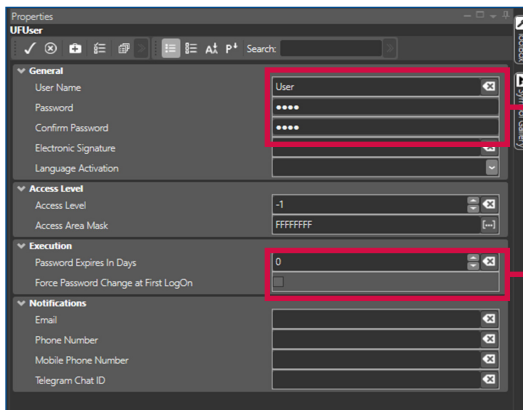 Properties
UFUser
Search:
General
User Name User
Password ••••
Confirm Password ••••
Electronic Signature
Language Activation
Access Level
Access Level -1
Access Area Mask FFFFFFFF [...]
Execution
Password Expires In Days 0
Force Password Change at First LogOn
Notifications
Email
Phone Number
Mobile Phone Number
Telegram Chat ID